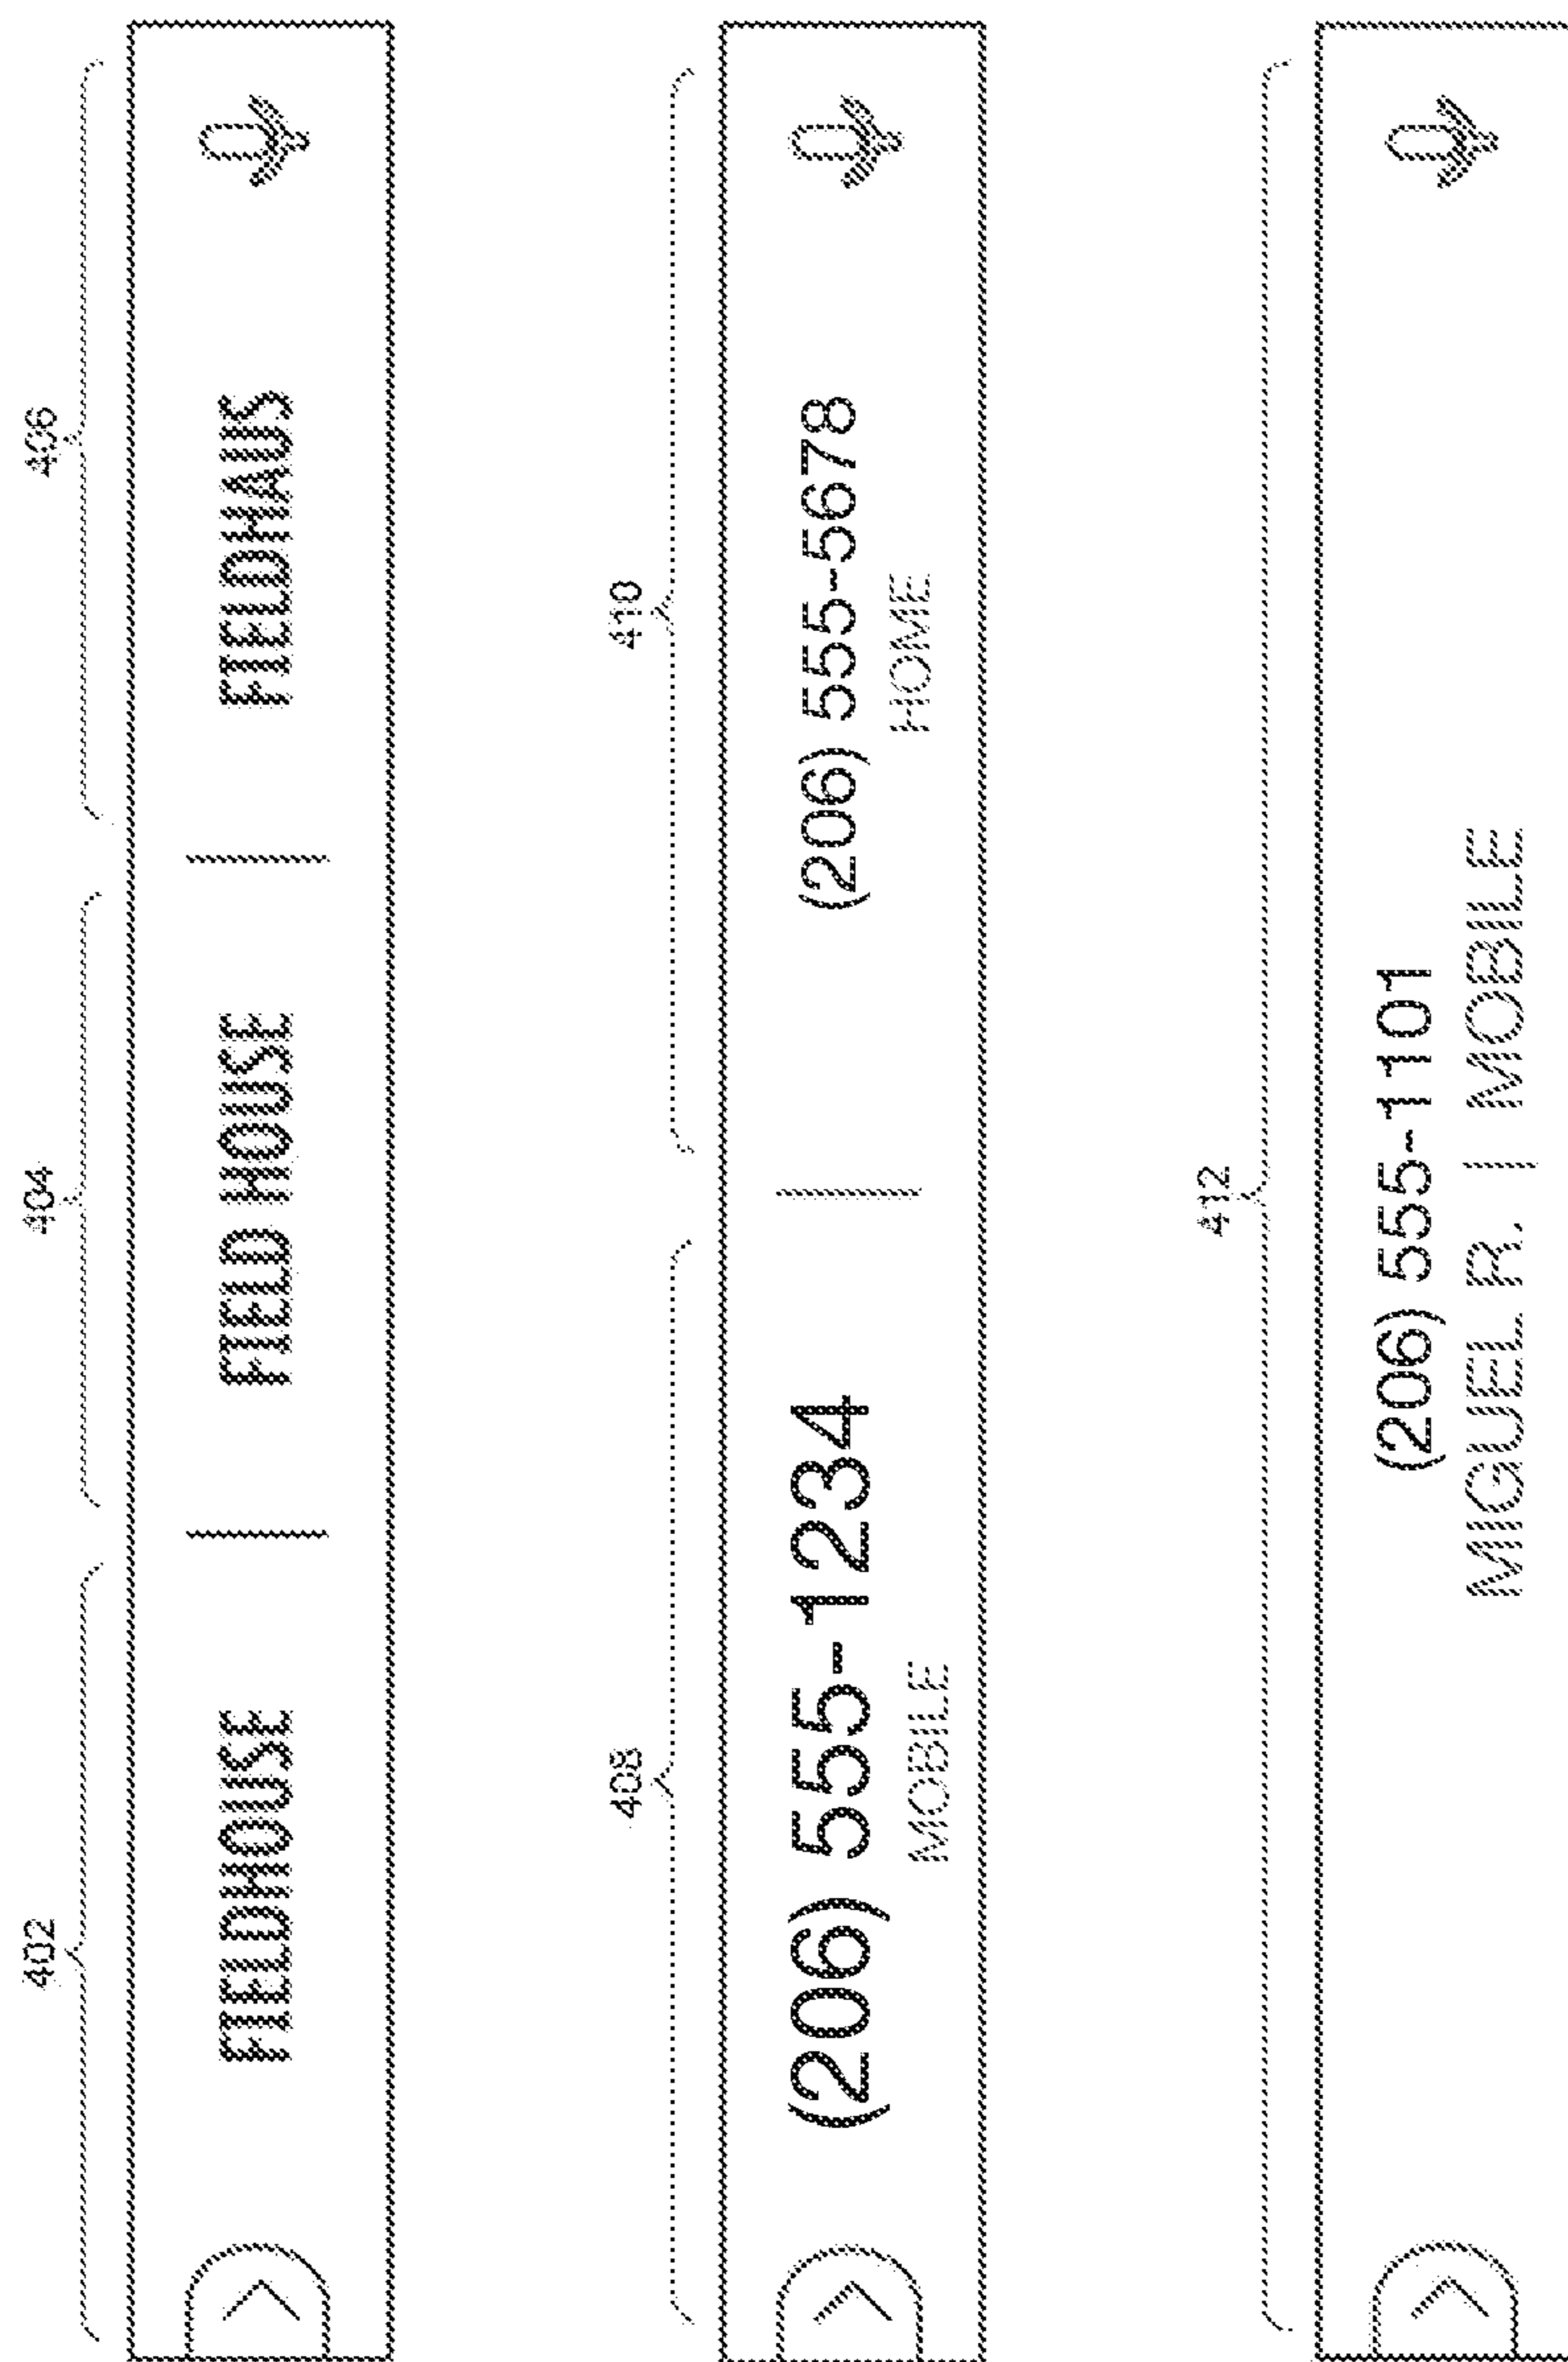 402 404 406
FIELDHOUSE | FIELD HOUSE | FIELDHAUS
408 410
(206) 555-1234 | (206) 555-5678
MOBILE HOME
412
(206) 555-1101
MIGUEL R. | MOBILE